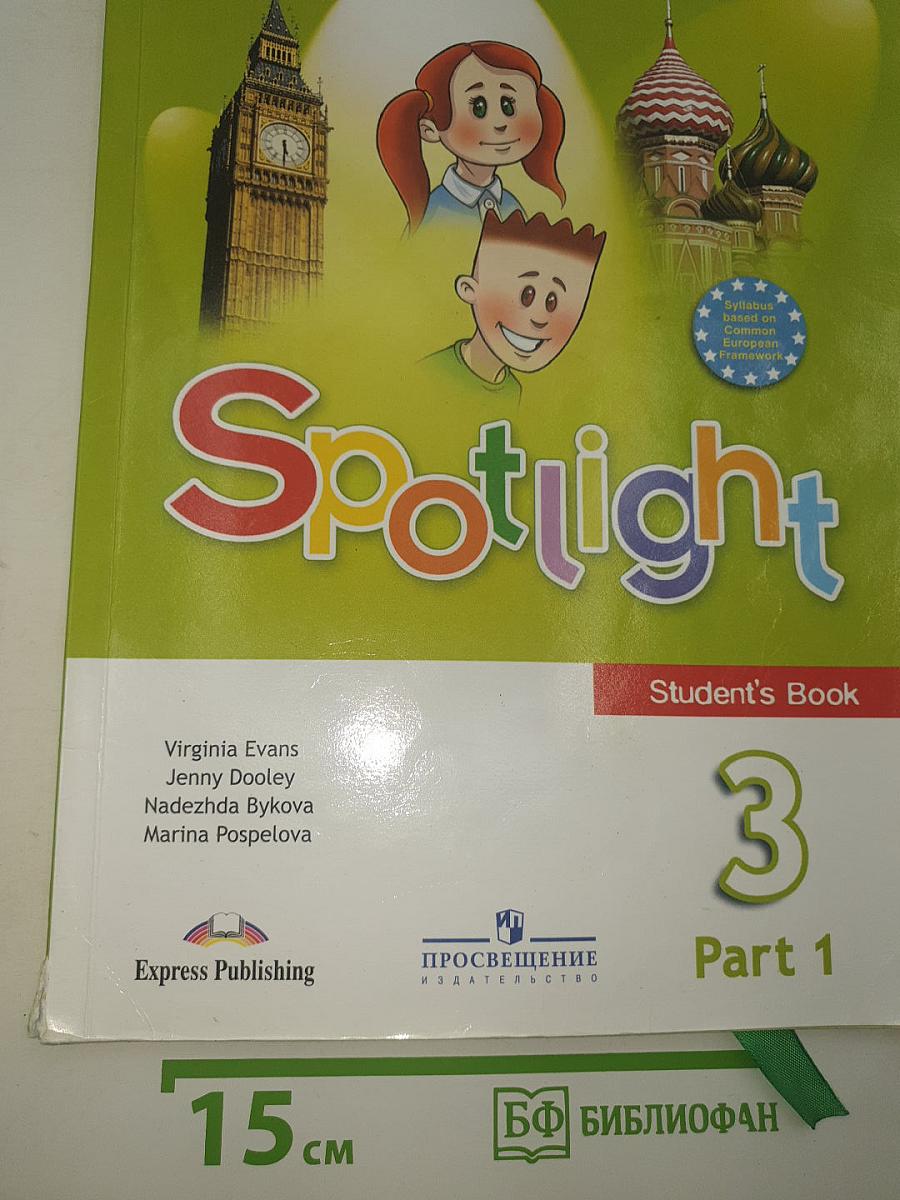 Syllabus
based on
Common
European
Framework
Spotlight
Student's Book
Virginia Evans
Jenny Dooley
Nadezhda Bykova
Marina Pospelova
3
Part 1
Express Publishing
ИП
ПРОСВЕЩЕНИЕ
ИЗДАТЕЛЬСТВО
15 см
БФ БИБЛИОФАН